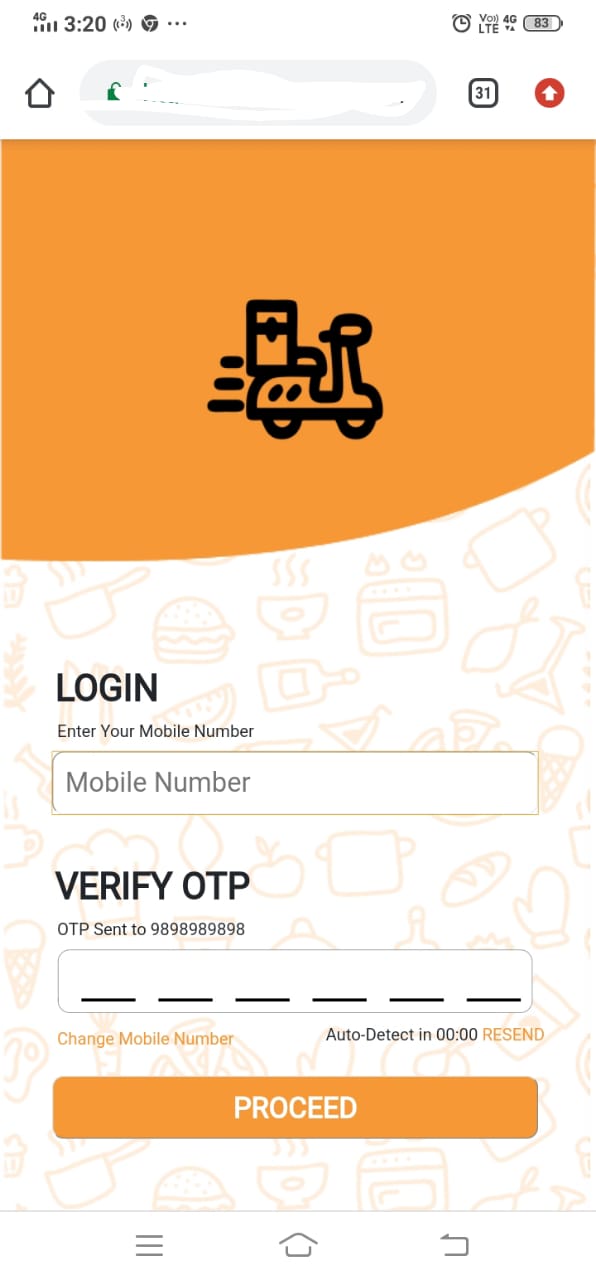 4G 3:20 Vo)) LTE 4G 83
31
LOGIN
Enter Your Mobile Number
Mobile Number
VERIFY OTP
OTP Sent to 9898989898
Change Mobile Number Auto-Detect in 00:00 RESEND
PROCEED